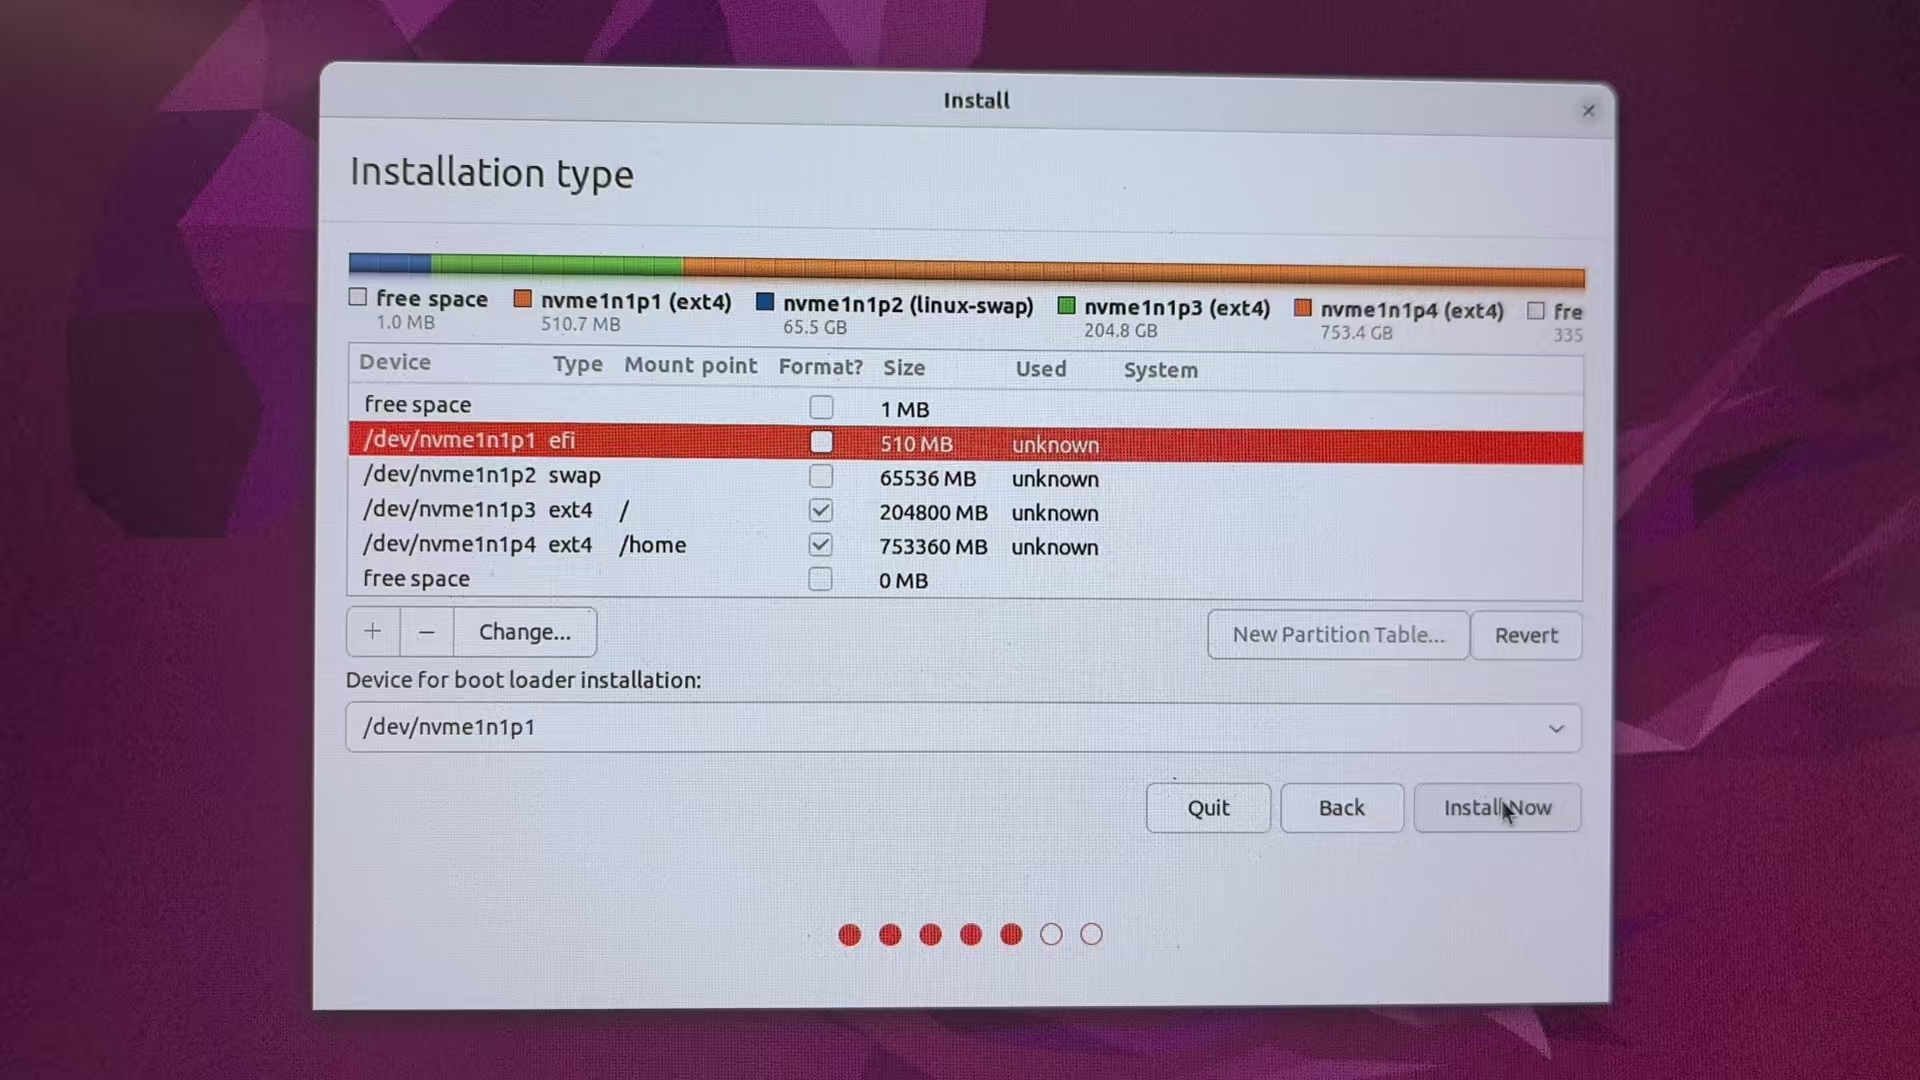 Install
Installation type
free space nvme1n1p1 (ext4) nvme1n1p2 (linux-swap) nvme1n1p3 (ext4) nvme1n1p4 (ext4) fre
1.0 MB 510.7 MB 65.5 GB 204.8 GB 753.4 GB 335
Device Type Mount point Format? Size Used System
free space 1 MB
/dev/nvme1n1p1 efi 510 MB unknown
/dev/nvme1n1p2 swap 65536 MB unknown
/dev/nvme1n1p3 ext4 / 204800 MB unknown
/dev/nvme1n1p4 ext4 /home 753360 MB unknown
free space 0 MB
+ − Change... New Partition Table... Revert
Device for boot loader installation:
/dev/nvme1n1p1
Quit Back Install Now